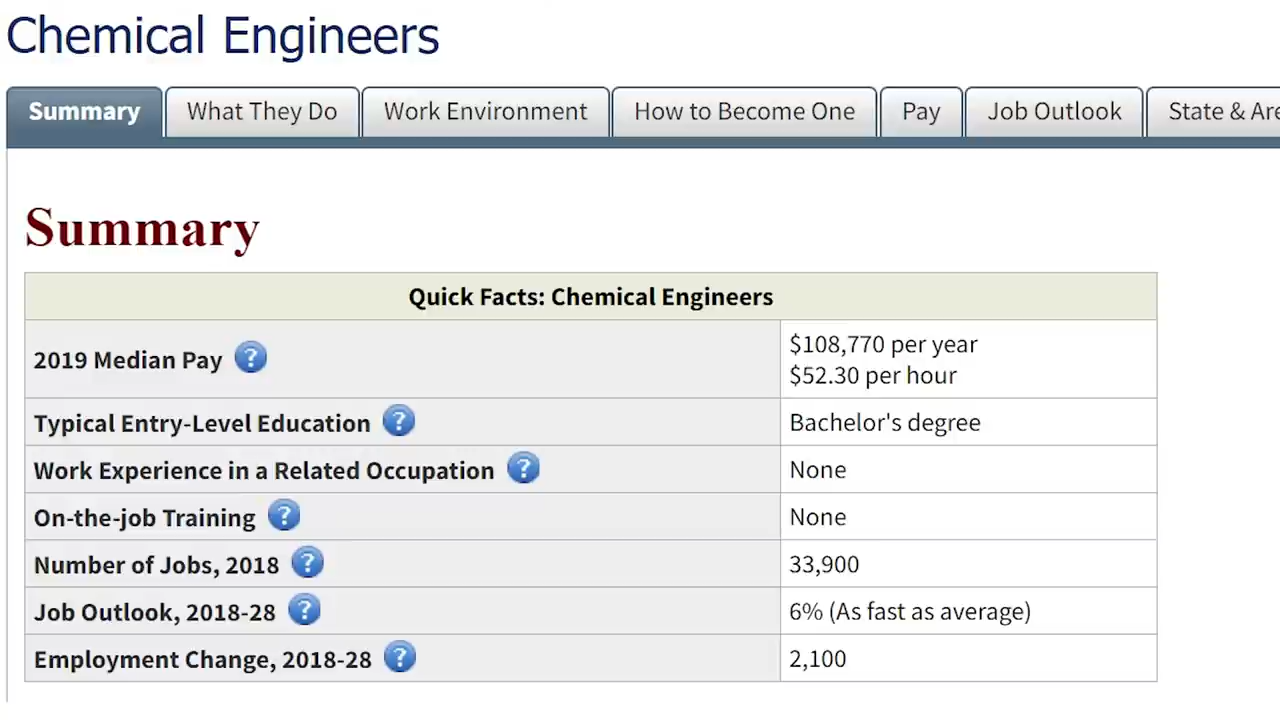 Chemical Engineers
Summary
What They Do
Work Environment
How to Become One
Pay
Job Outlook
State &
Summary
Quick Facts: Chemical Engineers
2019 Median Pay ?
$108,770 per year
$52.30 per hour
Typical Entry-Level Education ?
Bachelor's degree
Work Experience in a Related Occupation ?
None
On-the-job Training ?
None
Number of Jobs, 2018 ?
33,900
Job Outlook, 2018-28 ?
6% (As fast as average)
Employment Change, 2018-28 ?
2,100